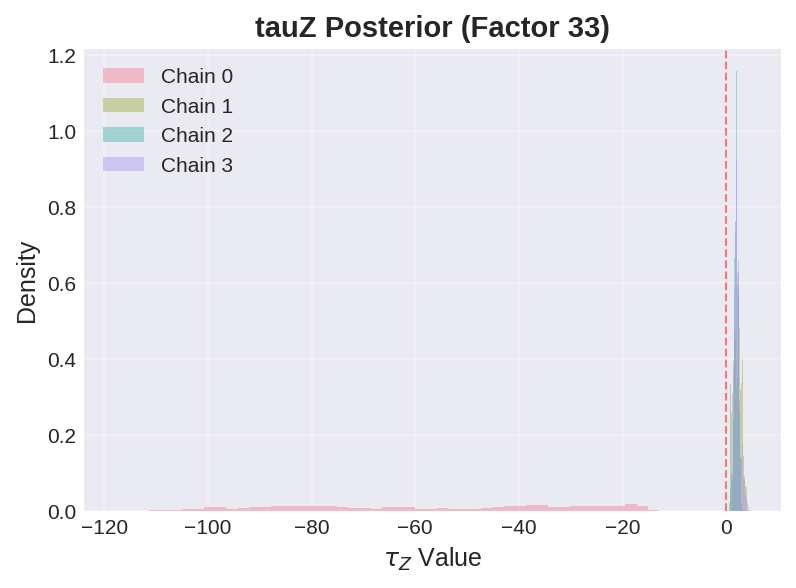 tauZ Posterior (Factor 33)
1.2
1.0
0.8
0.6
0.4
0.2
0.0
Density
Chain 0
Chain 1
Chain 2
Chain 3
−120 −100 −80 −60 −40 −20 0
τZ Value